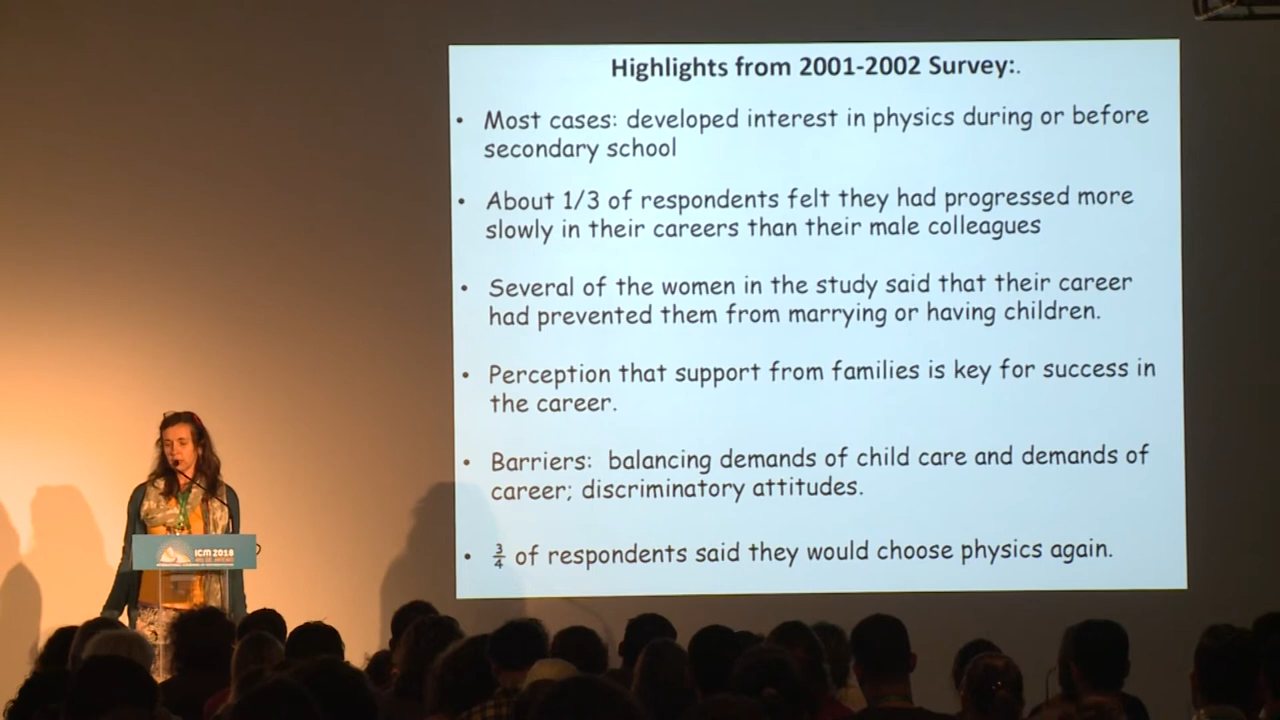 Highlights from 2001-2002 Survey:.
• Most cases: developed interest in physics during or before
secondary school
• About 1/3 of respondents felt they had progressed more
slowly in their careers than their male colleagues
• Several of the women in the study said that their career
had prevented them from marrying or having children.
• Perception that support from families is key for success in
the career.
• Barriers: balancing demands of child care and demands of
career; discriminatory attitudes.
• ¾ of respondents said they would choose physics again.
ICM 2018